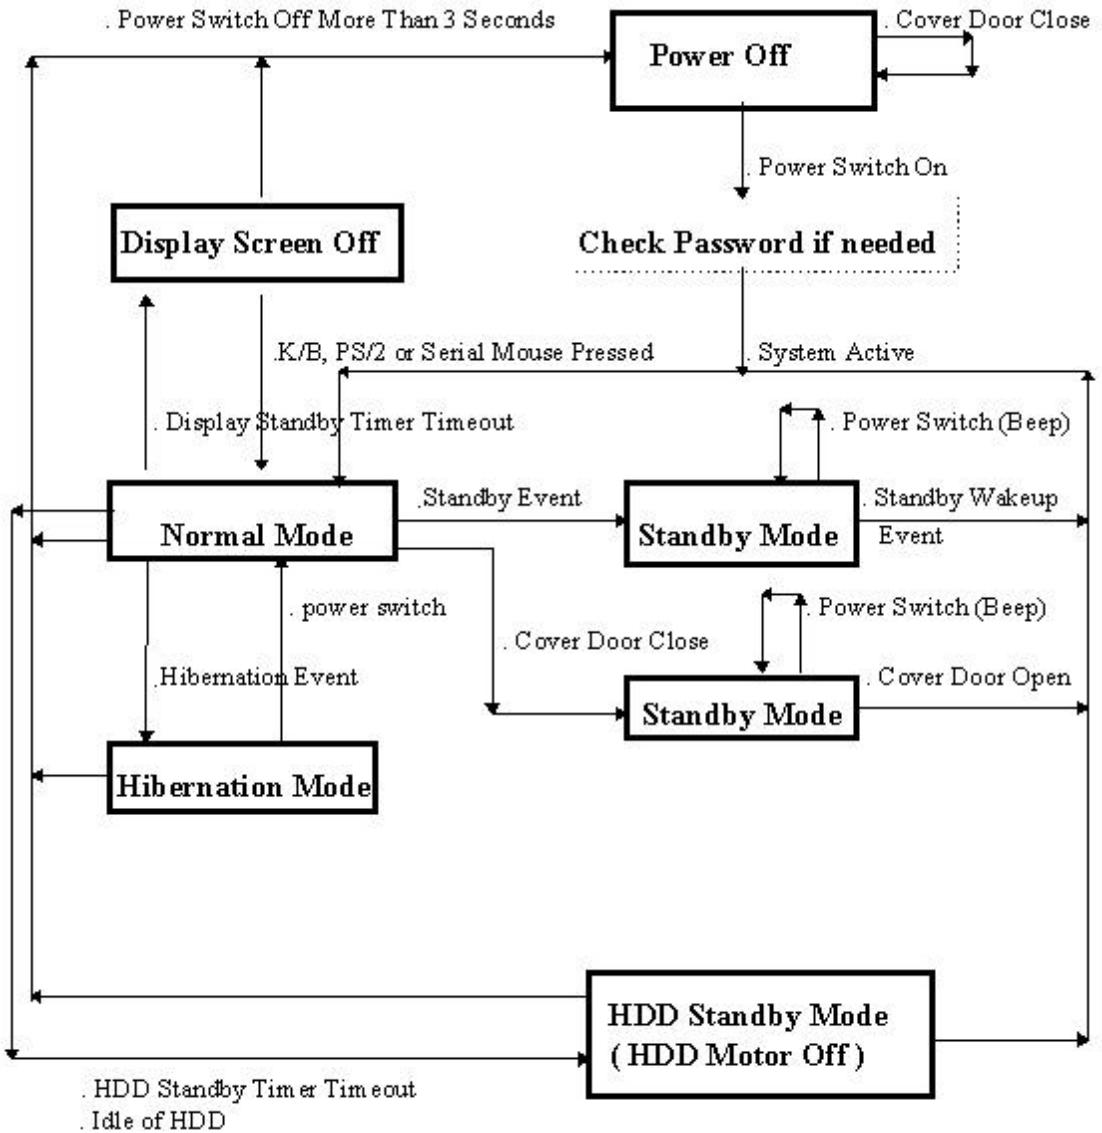 . Power Switch Off More Than 3 Seconds
. Cover Door Close
Power Off
. Power Switch On
Display Screen Off
Check Password if needed
.K/B, PS/2 or Serial Mouse Pressed
. System Active
. Display Standby Timer Timeout
. Power Switch (Beep)
.Standby Event
. Standby Wakeup
Event
Normal Mode
Standby Mode
. power switch
. Power Switch (Beep)
. Cover Door Close
.Hibernation Event
. Cover Door Open
Standby Mode
Hibernation Mode
HDD Standby Mode
( HDD Motor Off )
. HDD Standby Timer Timeout
. Idle of HDD